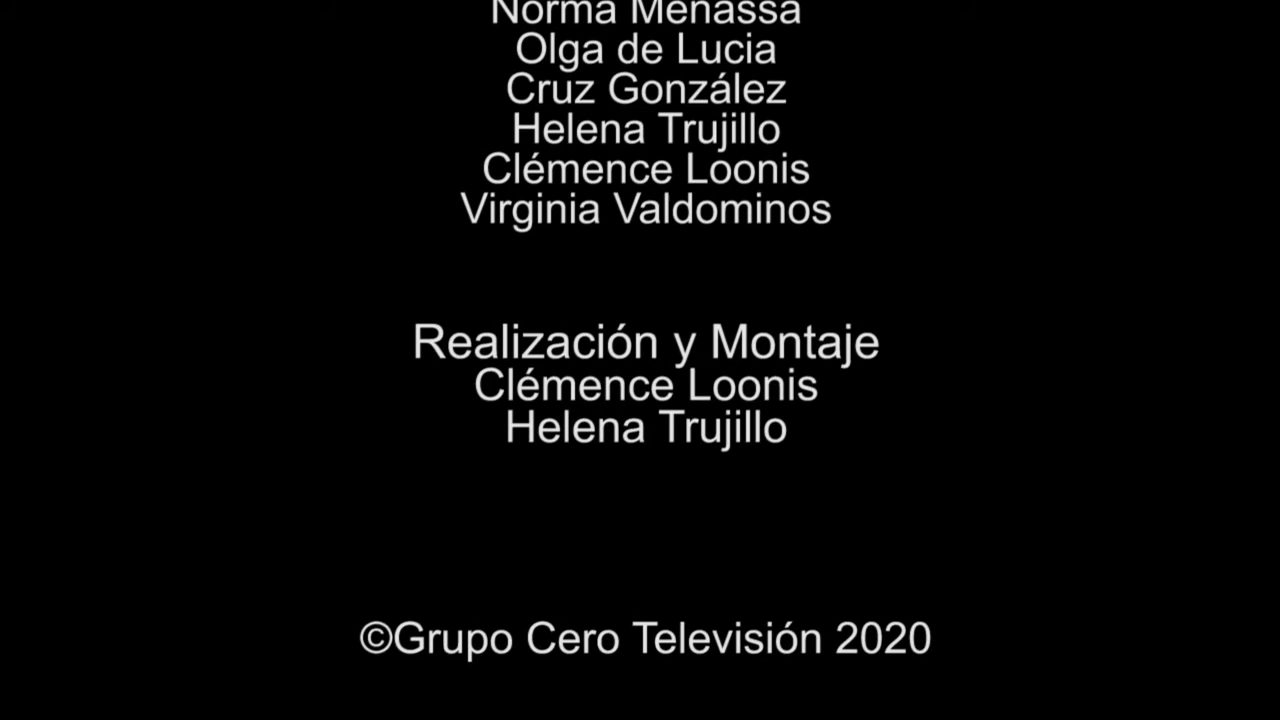 Norma Menassa
Olga de Lucia
Cruz González
Helena Trujillo
Clémence Loonis
Virginia Valdominos
Realización y Montaje
Clémence Loonis
Helena Trujillo
©Grupo Cero Televisión 2020